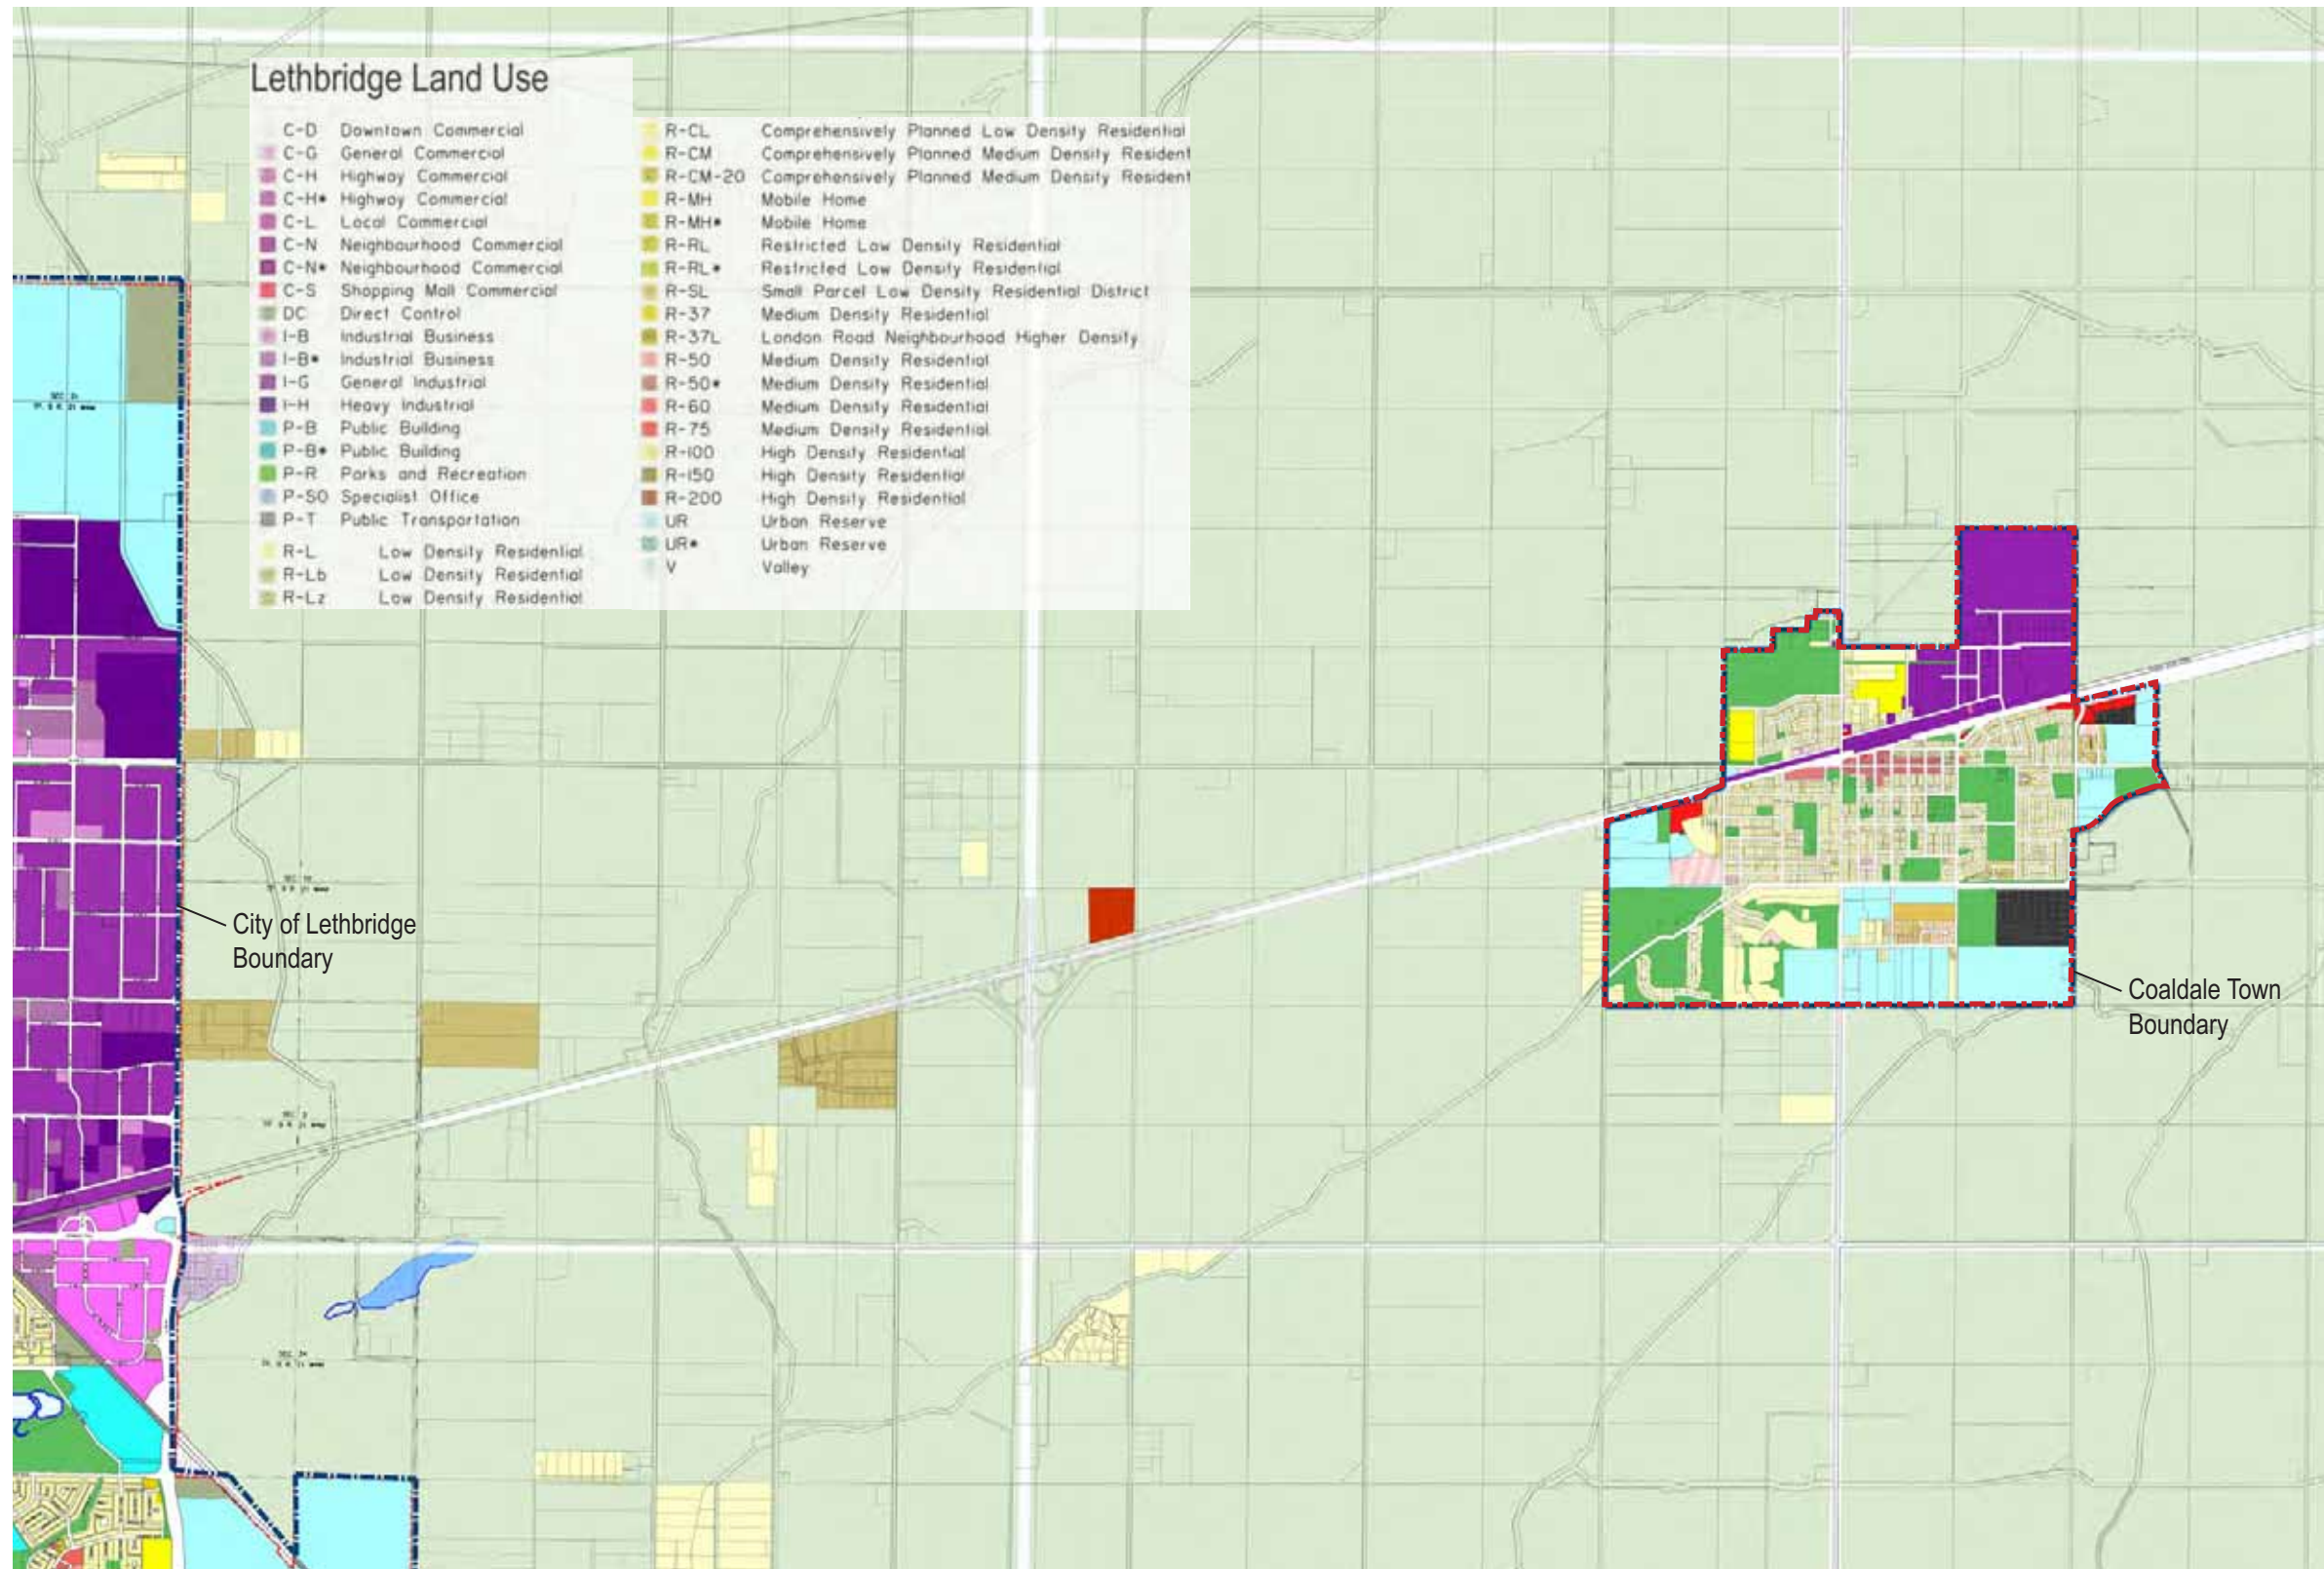 Lethbridge Land Use
C-D Downtown Commercial
C-G General Commercial
C-H Highway Commercial
C-H* Highway Commercial
C-L Local Commercial
C-N Neighbourhood Commercial
C-N* Neighbourhood Commercial
C-S Shopping Mall Commercial
DC Direct Control
I-B Industrial Business
I-B* Industrial Business
I-G General Industrial
I-H Heavy Industrial
P-B Public Building
P-B* Public Building
P-R Parks and Recreation
P-SO Specialist Office
P-T Public Transportation
R-L Low Density Residential
R-Lb Low Density Residential
R-Lz Low Density Residential
R-CL Comprehensively Planned Low Density Residential
R-CM Comprehensively Planned Medium Density Resident
R-CM-20 Comprehensively Planned Medium Density Resident
R-MH Mobile Home
R-MH* Mobile Home
R-RL Restricted Low Density Residential
R-RL* Restricted Low Density Residential
R-SL Small Parcel Low Density Residential District
R-37 Medium Density Residential
R-37L London Road Neighbourhood Higher Density
R-50 Medium Density Residential
R-50* Medium Density Residential
R-60 Medium Density Residential
R-75 Medium Density Residential
R-100 High Density Residential
R-150 High Density Residential
R-200 High Density Residential
UR Urban Reserve
UR* Urban Reserve
V Valley
City of Lethbridge
Boundary
Coaldale Town
Boundary